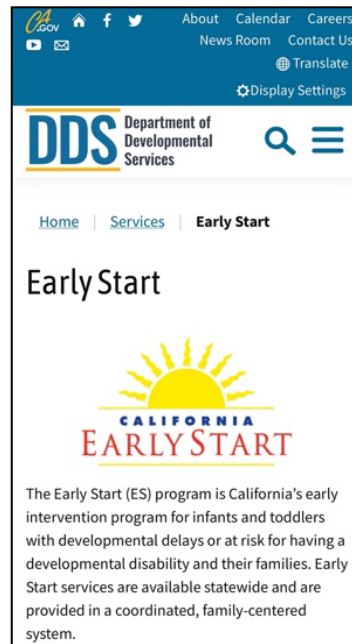 CA.GOV
About Calendar Careers
News Room Contact Us
Translate
Display Settings
DDS Department of
Developmental
Services
Home | Services | Early Start
Early Start
CALIFORNIA
EARLY START
The Early Start (ES) program is California’s early
intervention program for infants and toddlers
with developmental delays or at risk for having a
developmental disability and their families. Early
Start services are available statewide and are
provided in a coordinated, family-centered
system.